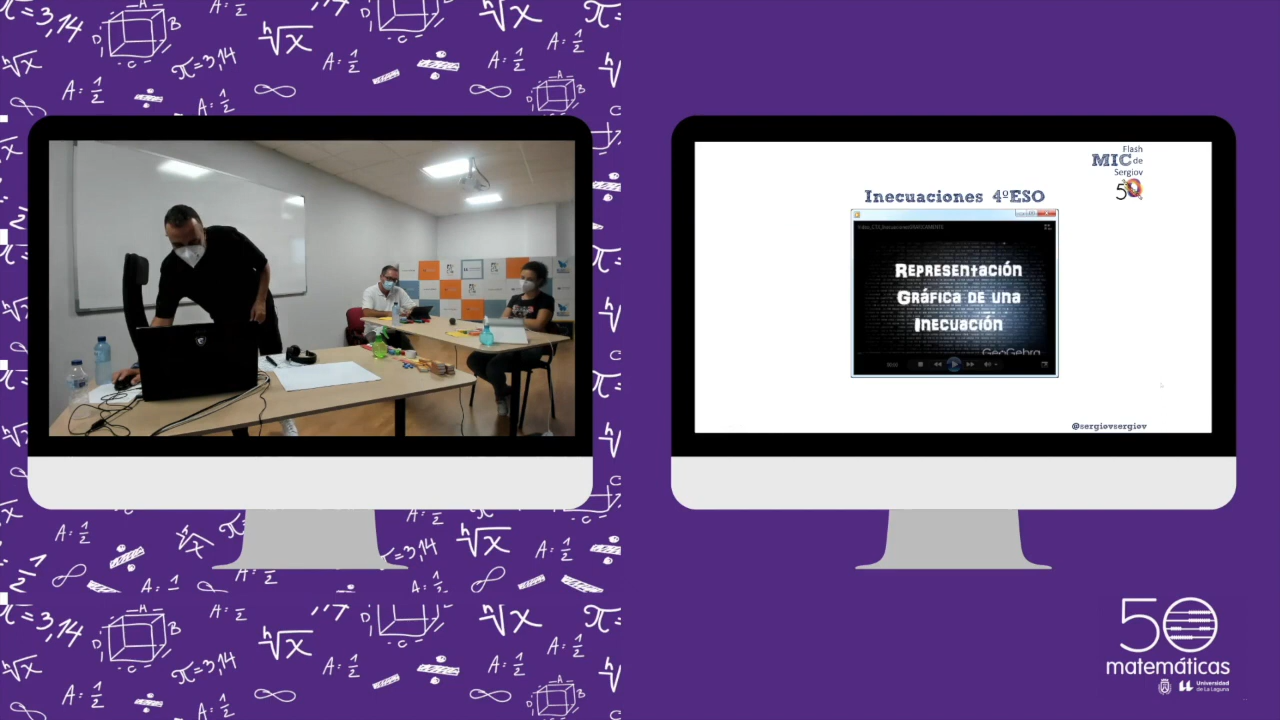 Flash
MIC de
Sergiov
50
Inecuaciones 4ºESO
Representación
Gráfica de una
Inecuación
GeoGebra
@sergiovsergiov
50
matemáticas
Universidad
de La Laguna
π=3,14
A=1/2
ⁿ√x
A
B
C
D